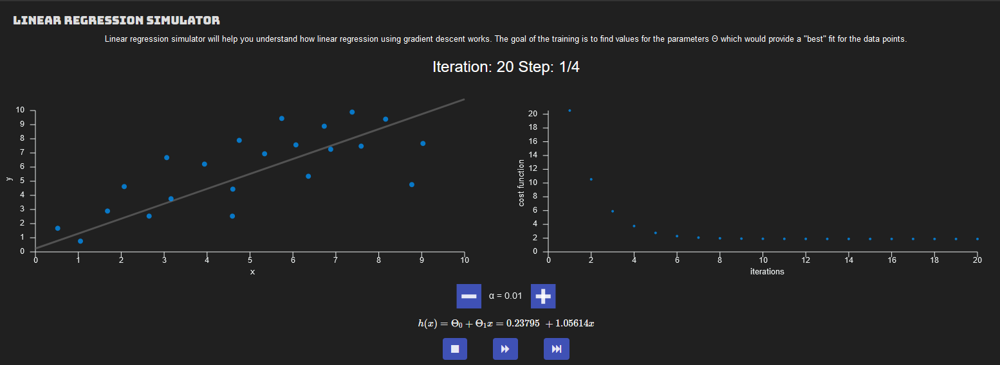 LINEAR REGRESSION SIMULATOR
Linear regression simulator will help you understand how linear regression using gradient descent works. The goal of the training is to find values for the parameters Θ which would provide a "best" fit for the data points.
Iteration: 20 Step: 1/4
10
9
8
7
6
5
4
3
2
1
0
y
0 1 2 3 4 5 6 7 8 9 10
x
20
18
16
14
12
10
8
6
4
2
0
cost function
0 2 4 6 8 10 12 14 16 18 20
iterations
α = 0.01
h(x) = Θ₀ + Θ₁x = 0.23795 + 1.05614x